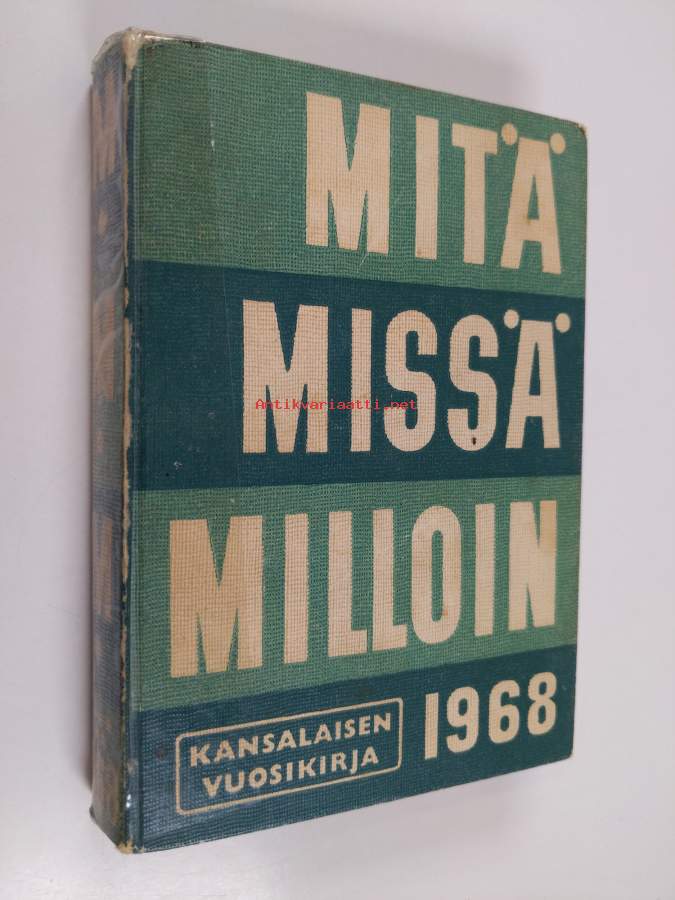 MITÄ
MISSÄ
Antikvariaatti.net
MILLOIN
1968
KANSALAISEN
VUOSIKIRJA